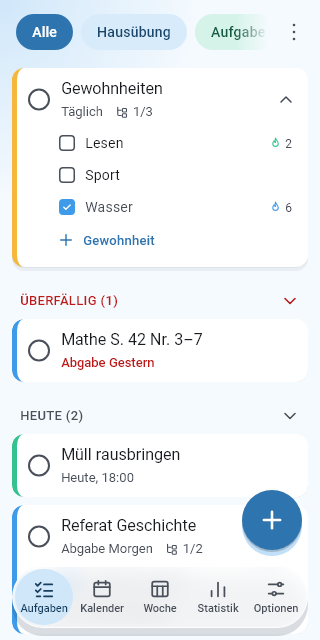 Alle Hausübung Aufgabe
Gewohnheiten
Täglich 1/3
Lesen 2
Sport
Wasser 6
Gewohnheit
ÜBERFÄLLIG (1)
Mathe S. 42 Nr. 3–7
Abgabe Gestern
HEUTE (2)
Müll rausbringen
Heute, 18:00
Referat Geschichte
Abgabe Morgen 1/2
Aufgaben Kalender Woche Statistik Optionen